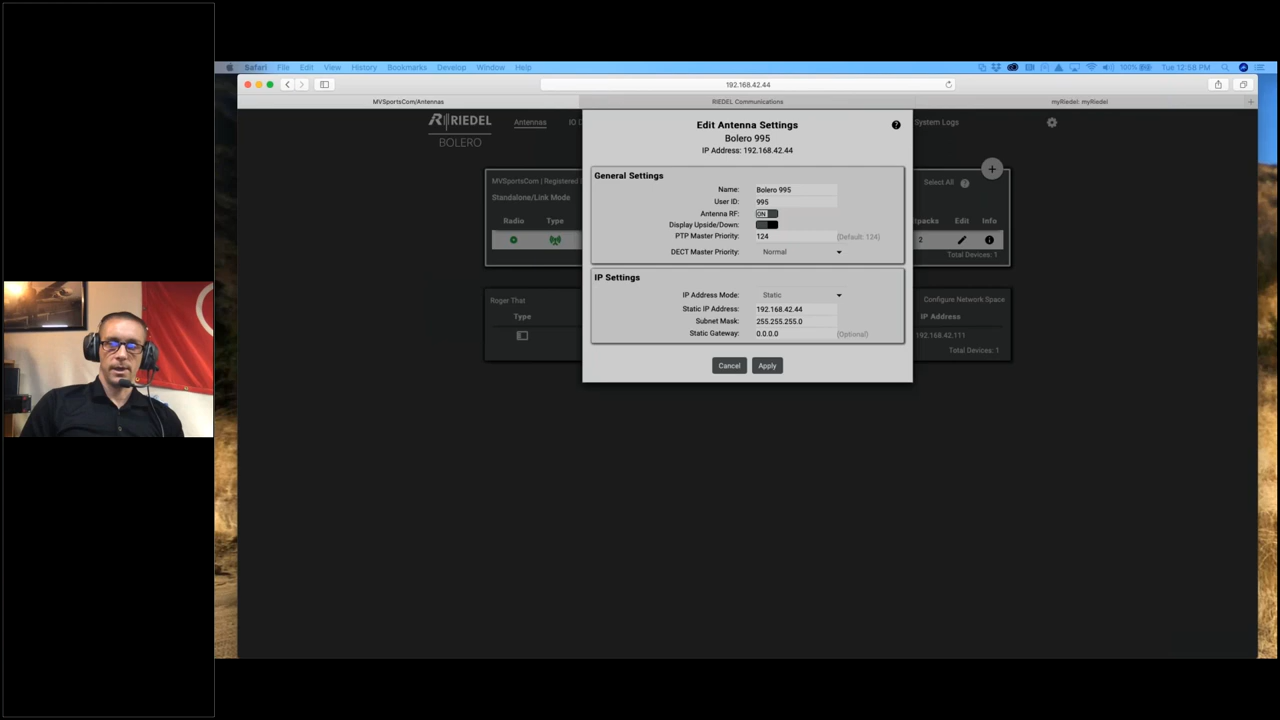 Safari File Edit View History Bookmarks Develop Window Help 100% Tue 12:58 PM
192.168.42.44
MVSportsCom/Antennas RIEDEL Communications myRiedel: myRiedel
RIEDEL Antennas IO System Logs
BOLERO
Edit Antenna Settings
Bolero 995
IP Address: 192.168.42.44
General Settings
Name: Bolero 995
User ID: 995
Antenna RF: ON
Display Upside/Down:
PTP Master Priority: 124 (Default: 124)
DECT Master Priority: Normal
IP Settings
IP Address Mode: Static
Static IP Address: 192.168.42.44
Subnet Mask: 255.255.255.0
Static Gateway: 0.0.0.0 (Optional)
Cancel Apply
MVSportsCom | Registered
Standalone/Link Mode
Radio Type
Select All
Edit Info
2
Total Devices: 1
Roger That
Type
Configure Network Space
IP Address
192.168.42.111
Total Devices: 1